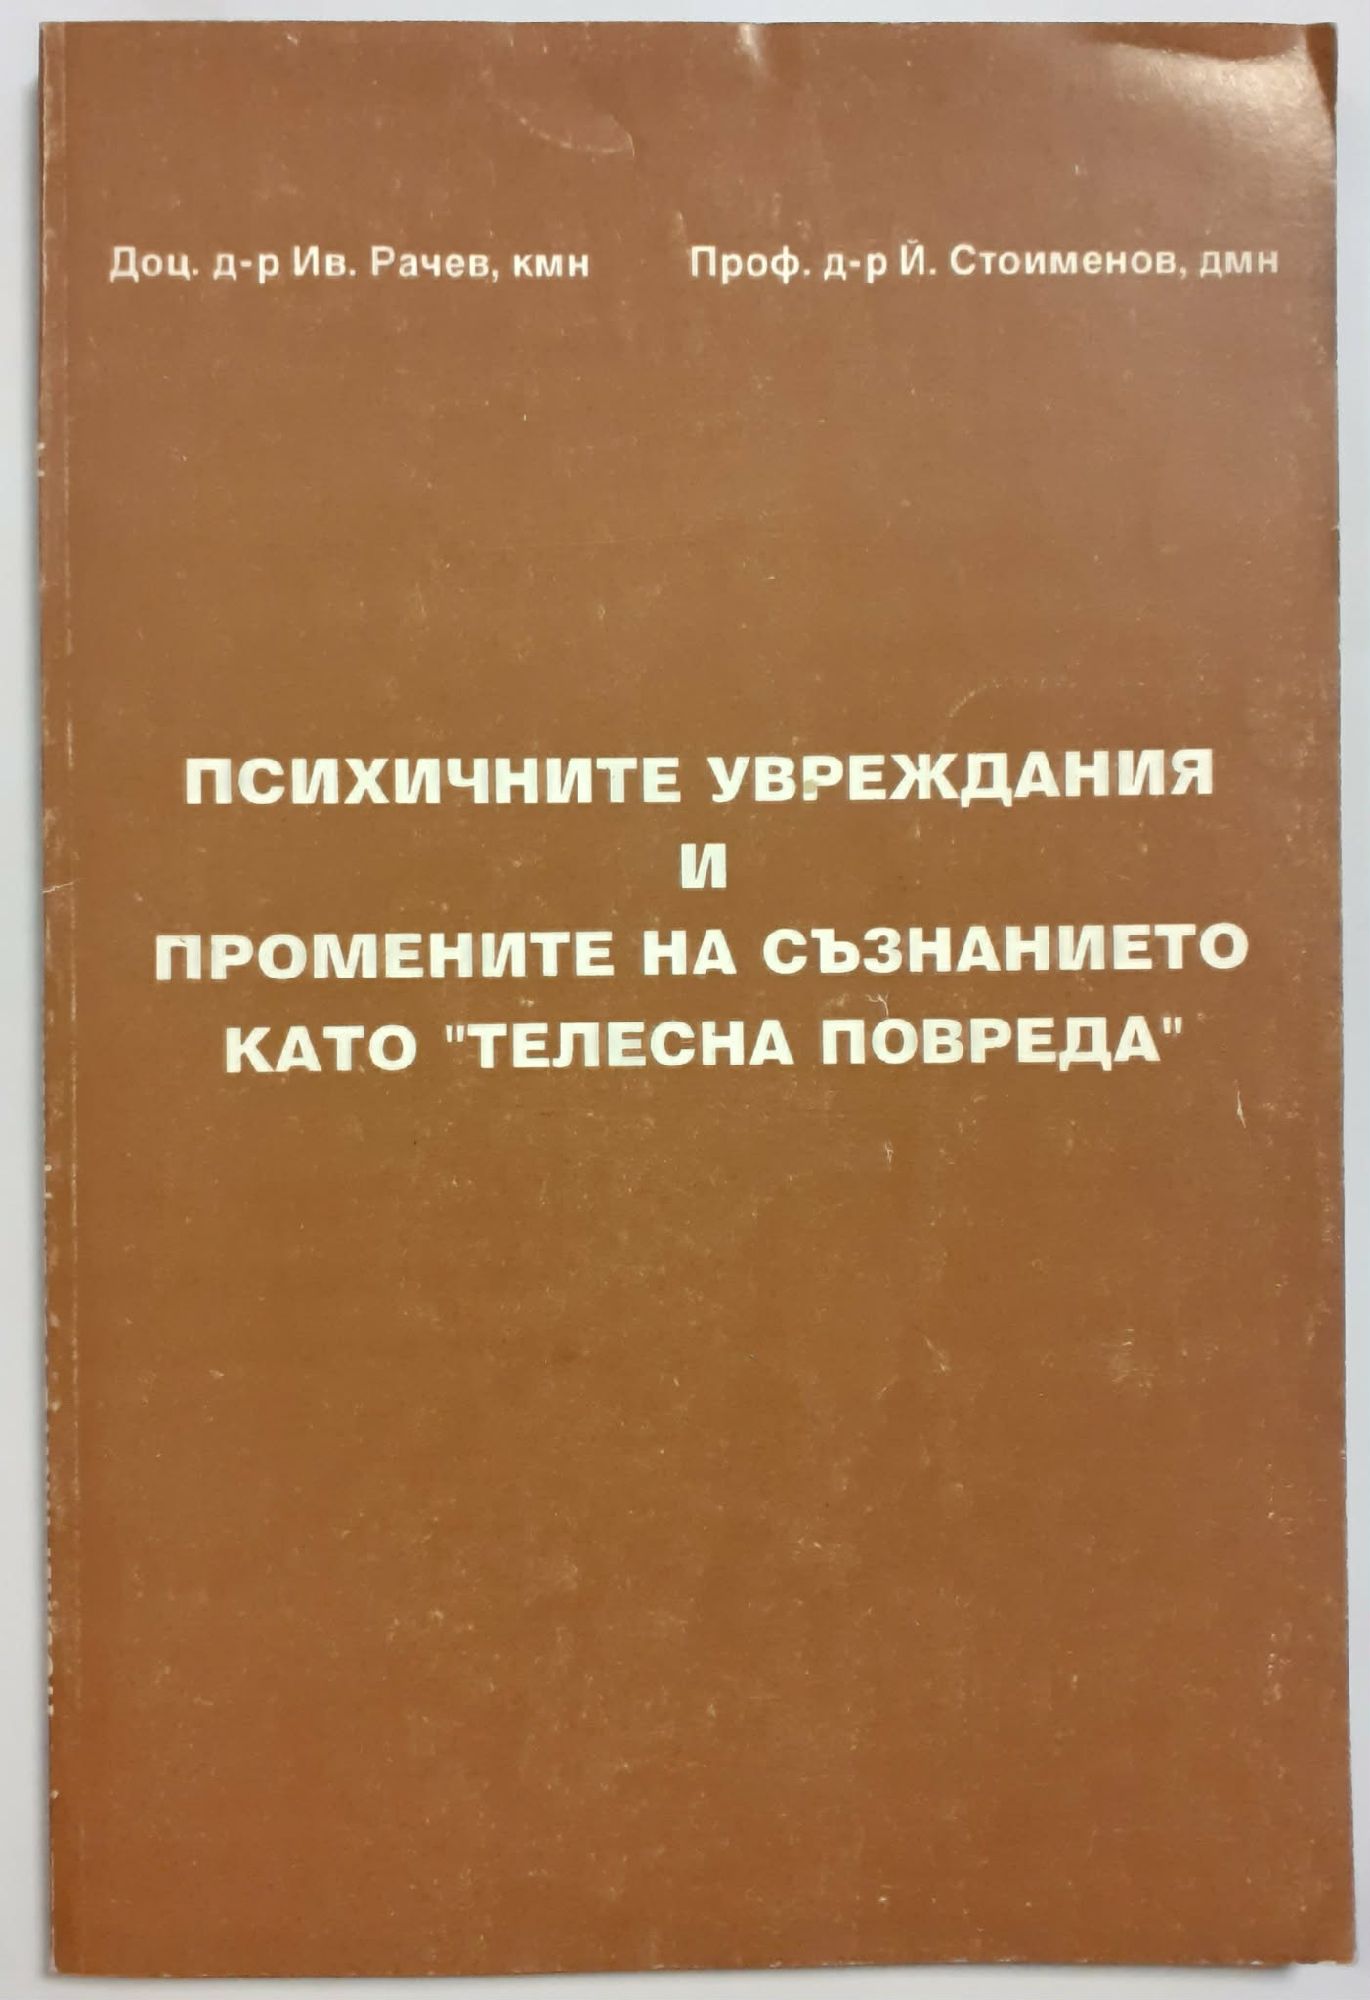 Доц. д-р Ив. Рачев, кмн
Проф. д-р Й. Стоименов, дмн
ПСИХИЧНИТЕ УВРЕЖДАНИЯ
И
ПРОМЕНИТЕ НА СЪЗНАНИЕТО
КАТО "ТЕЛЕСНА ПОВРЕДА"